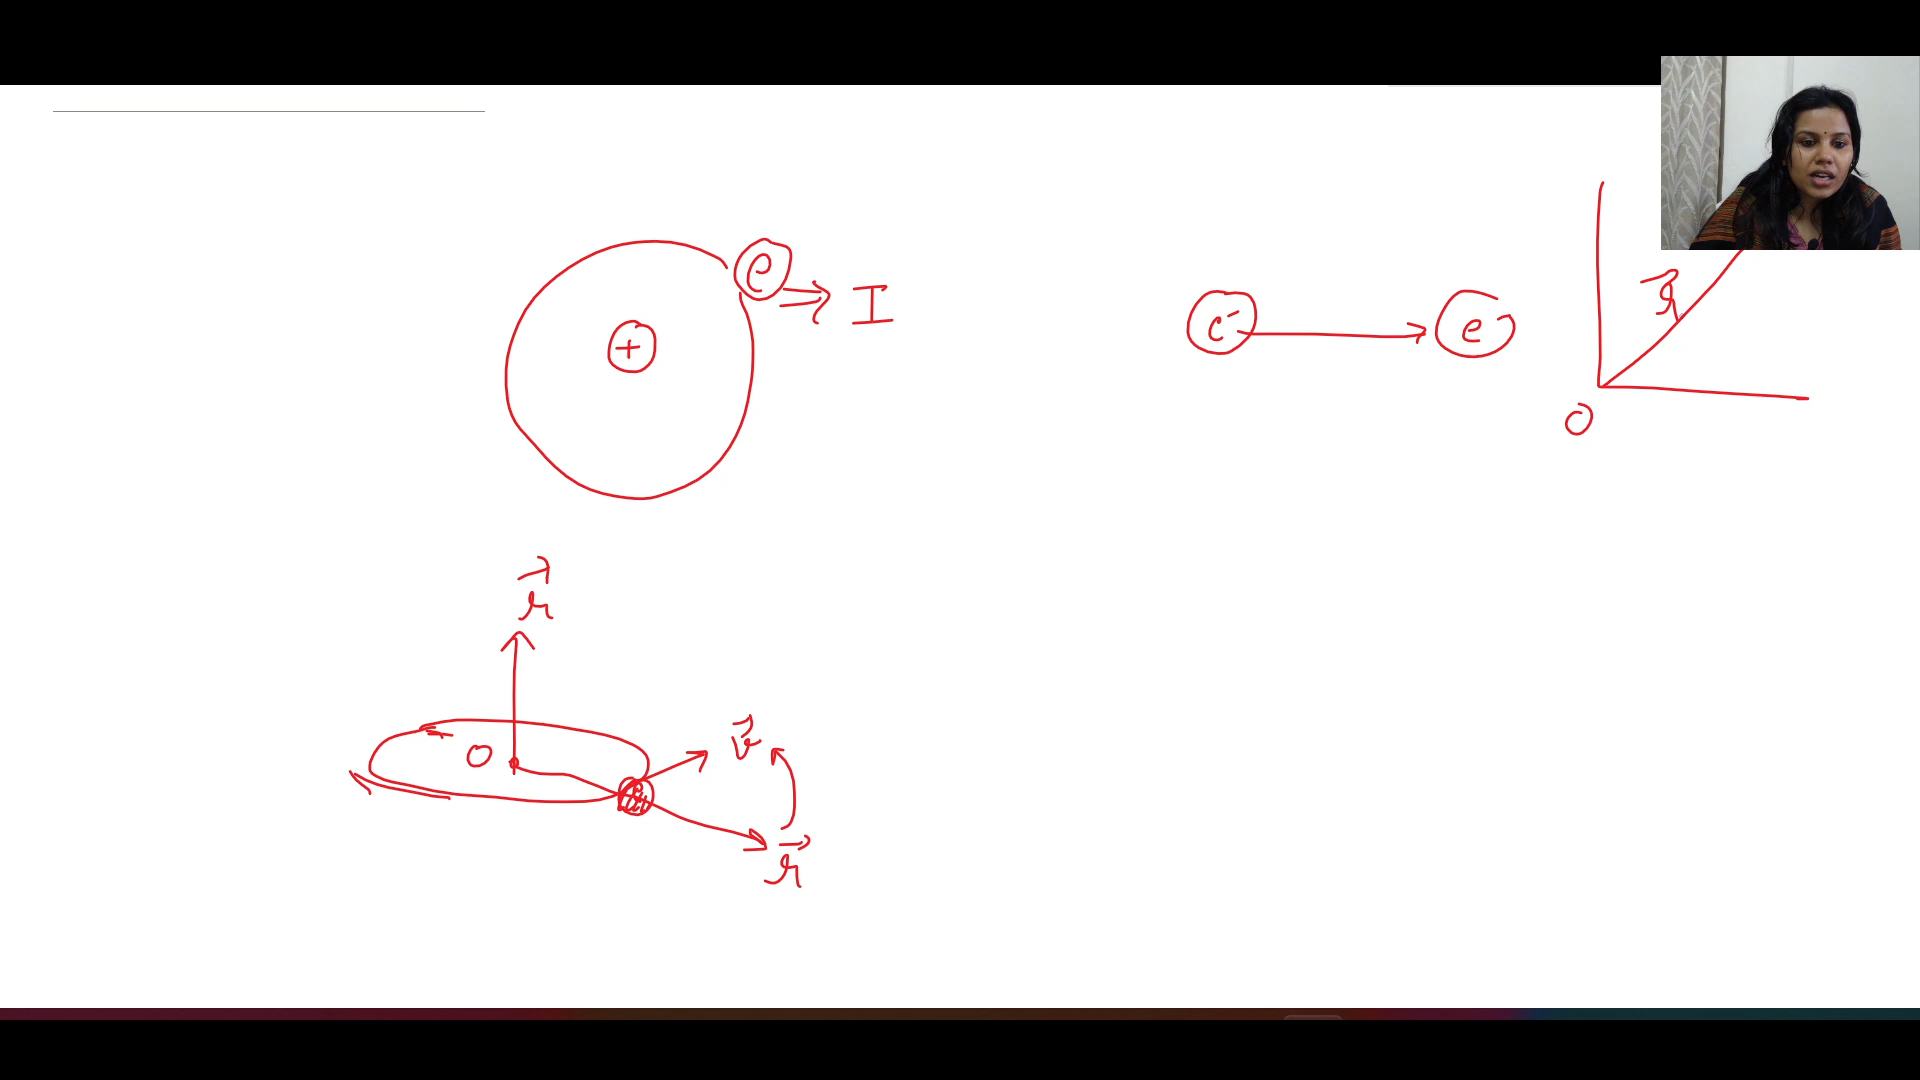 e
I
+
e⁻
e⁻
r⃗
O
r⃗
O
v⃗
r⃗